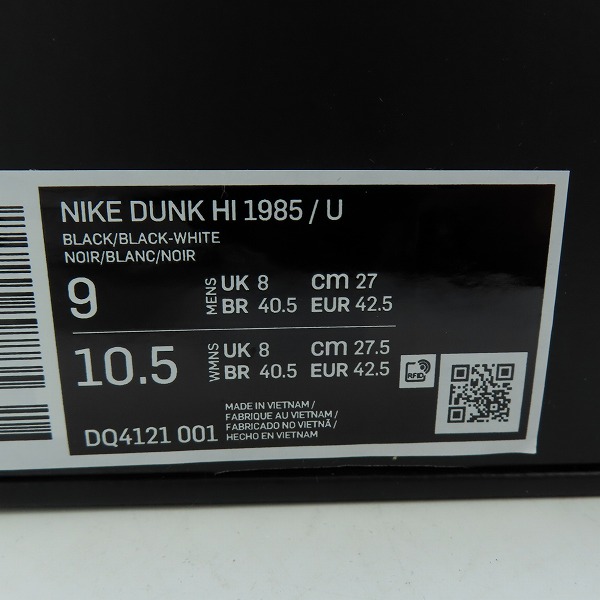 NIKE DUNK HI 1985 / U
BLACK/BLACK-WHITE
NOIR/BLANC/NOIR
9 MENS UK 8 cm 27
BR 40.5 EUR 42.5
10.5 WMNS UK 8 cm 27.5
BR 40.5 EUR 42.5
RFID
DQ4121 001
MADE IN VIETNAM /
FABRIQUE AU VIETNAM /
FABRICADO NO VIETNÃ /
HECHO EN VIETNAM